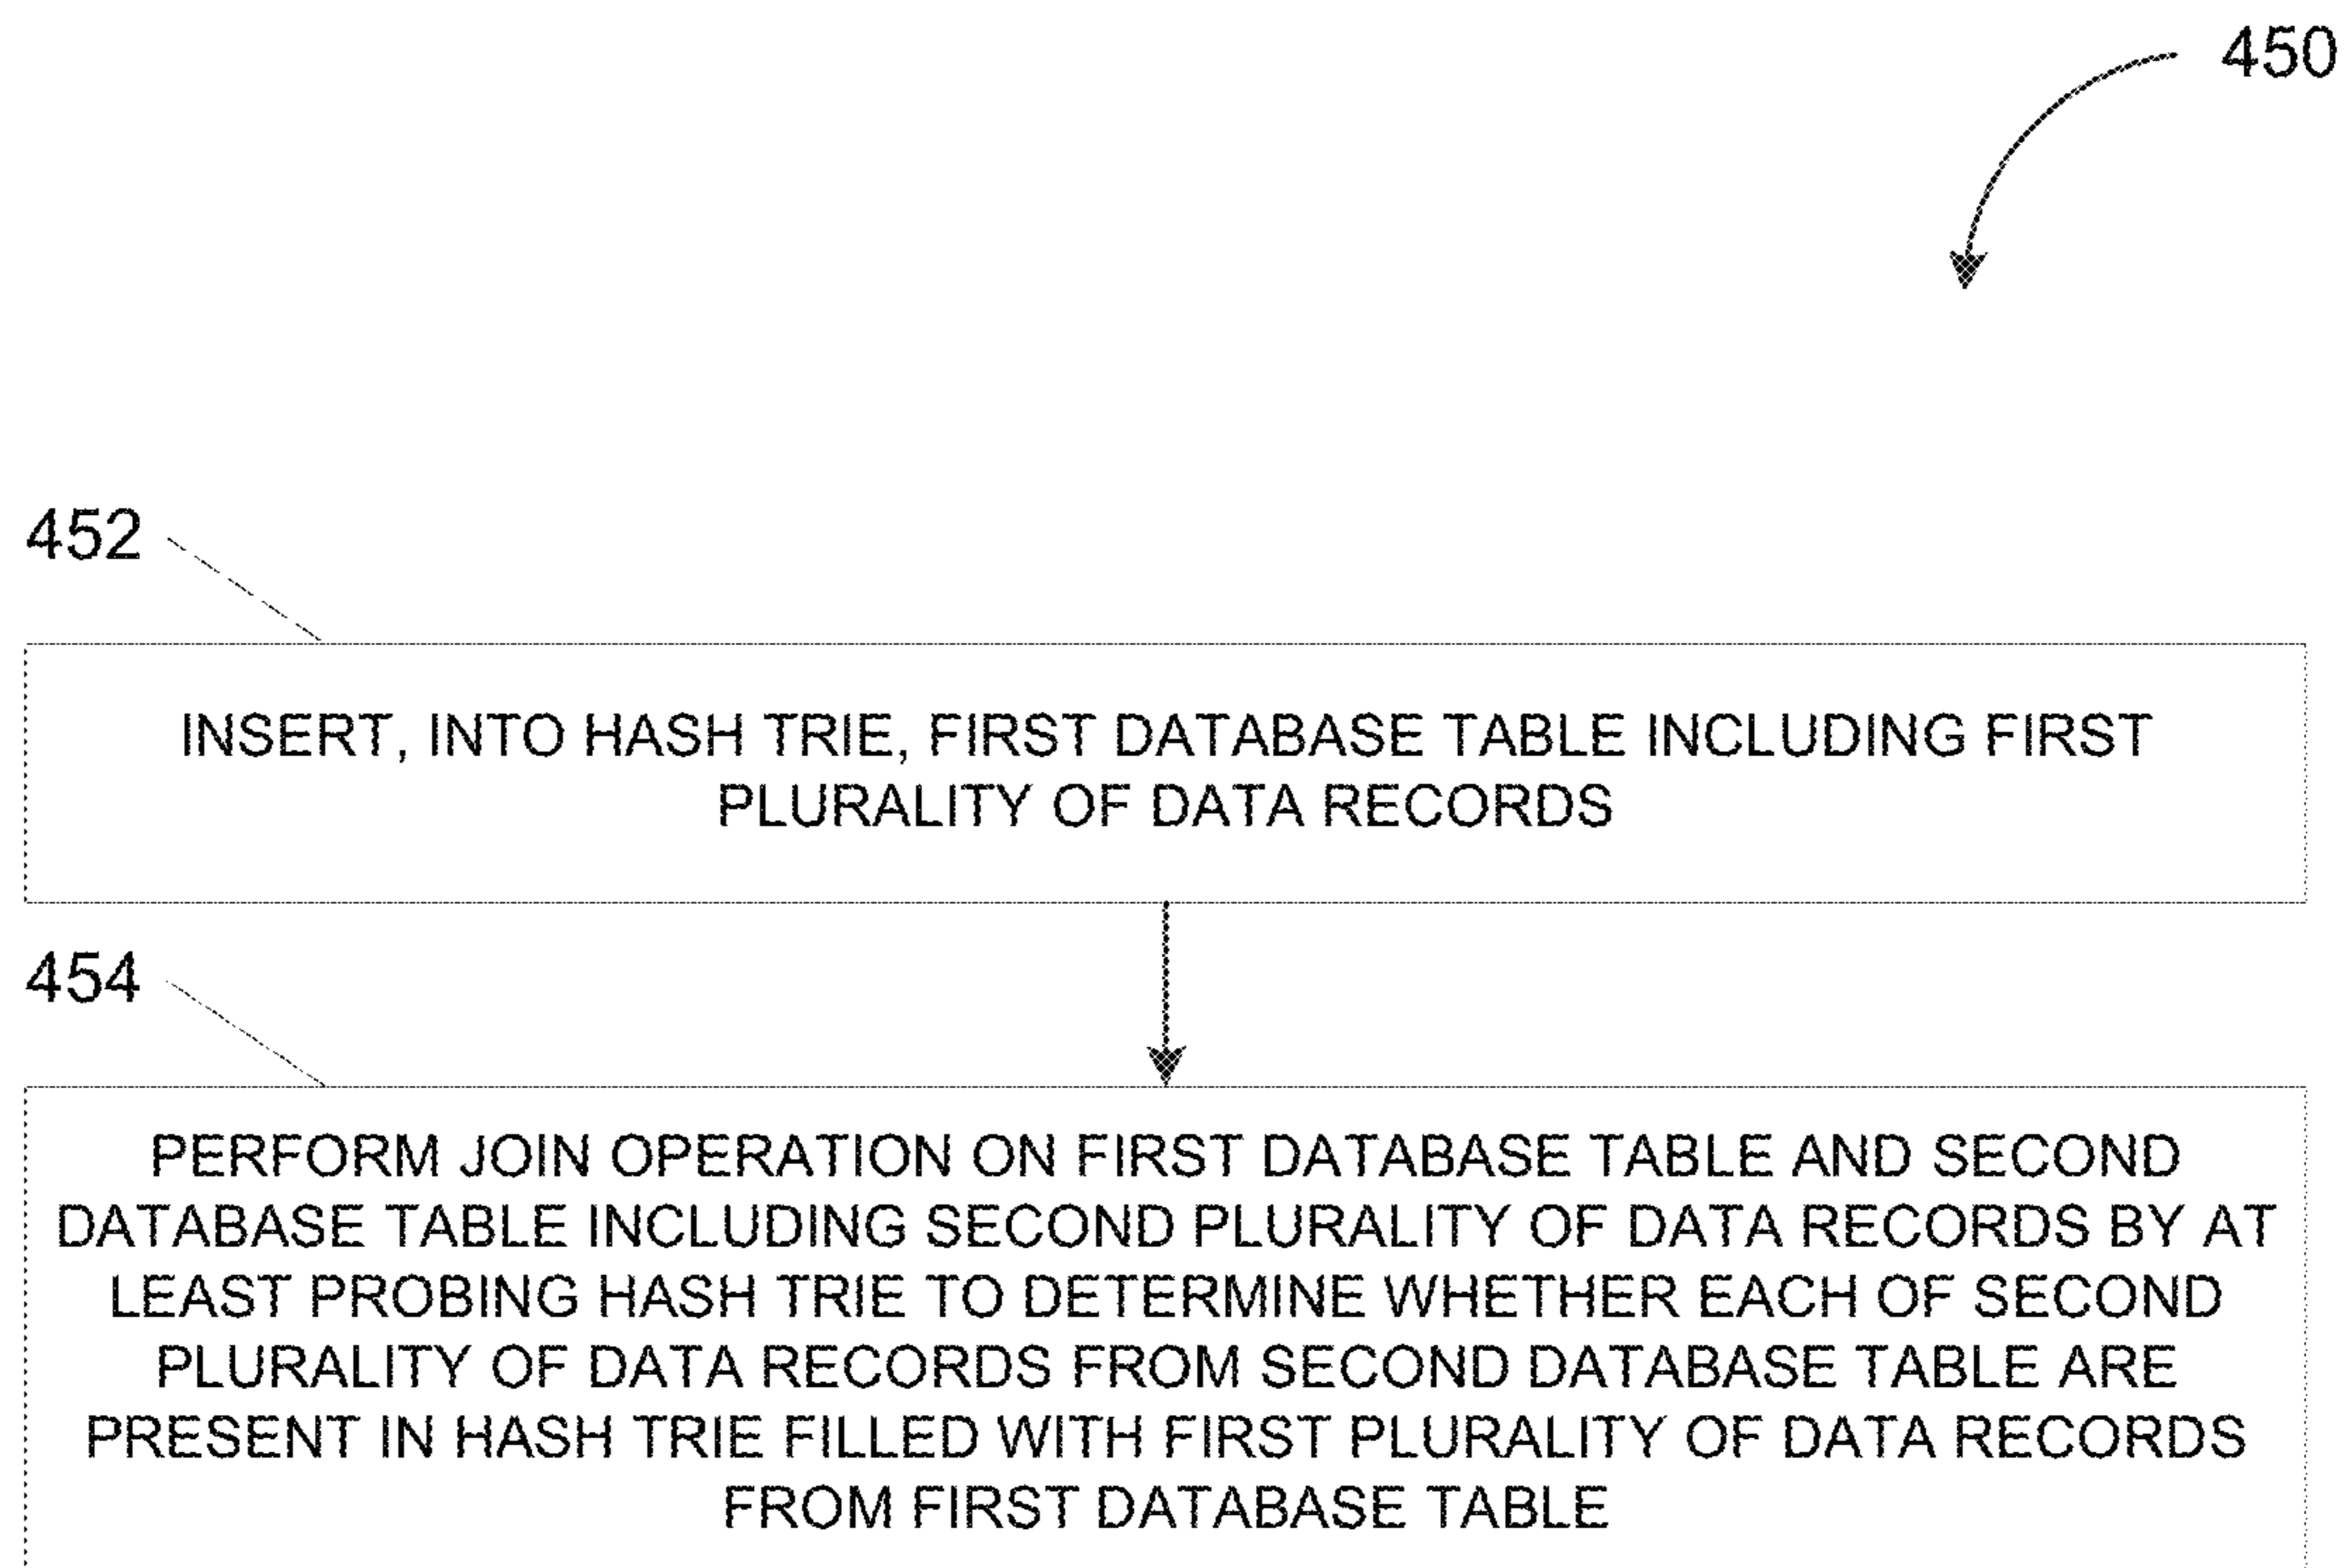 450
452
INSERT, INTO HASH TRIE, FIRST DATABASE TABLE INCLUDING FIRST
PLURALITY OF DATA RECORDS
454
PERFORM JOIN OPERATION ON FIRST DATABASE TABLE AND SECOND
DATABASE TABLE INCLUDING SECOND PLURALITY OF DATA RECORDS BY AT
LEAST PROBING HASH TRIE TO DETERMINE WHETHER EACH OF SECOND
PLURALITY OF DATA RECORDS FROM SECOND DATABASE TABLE ARE
PRESENT IN HASH TRIE FILLED WITH FIRST PLURALITY OF DATA RECORDS
FROM FIRST DATABASE TABLE